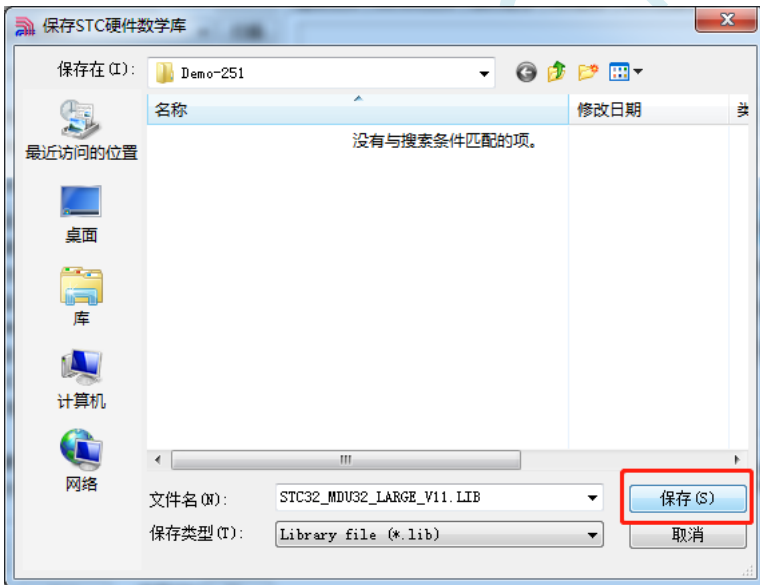 保存STC硬件数学库
保存在(I):
Demo-251
名称
修改日期
类
没有与搜索条件匹配的项。
最近访问的位置
桌面
库
计算机
网络
文件名(N):
STC32_MDU32_LARGE_V11.LIB
保存(S)
保存类型(T):
Library file (*.lib)
取消